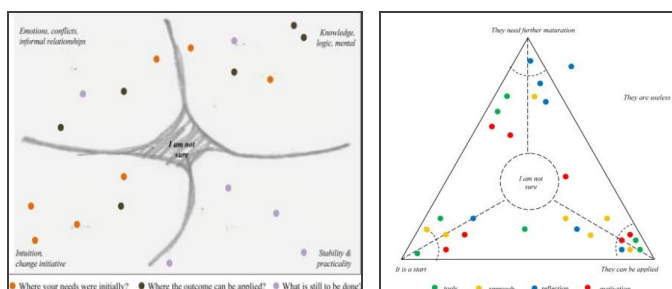 Emotions, conflicts,
informal relationships
Knowledge,
logic, mental
I am not
sure
Intuition,
change initiative
Stability &
practicality
Where your needs were initially?
Where the outcome can be applied?
What is still to be done?
They need further maturation
They are useless
I am not
sure
It is a start
They can be applied
tools
approach
reflection
motivation